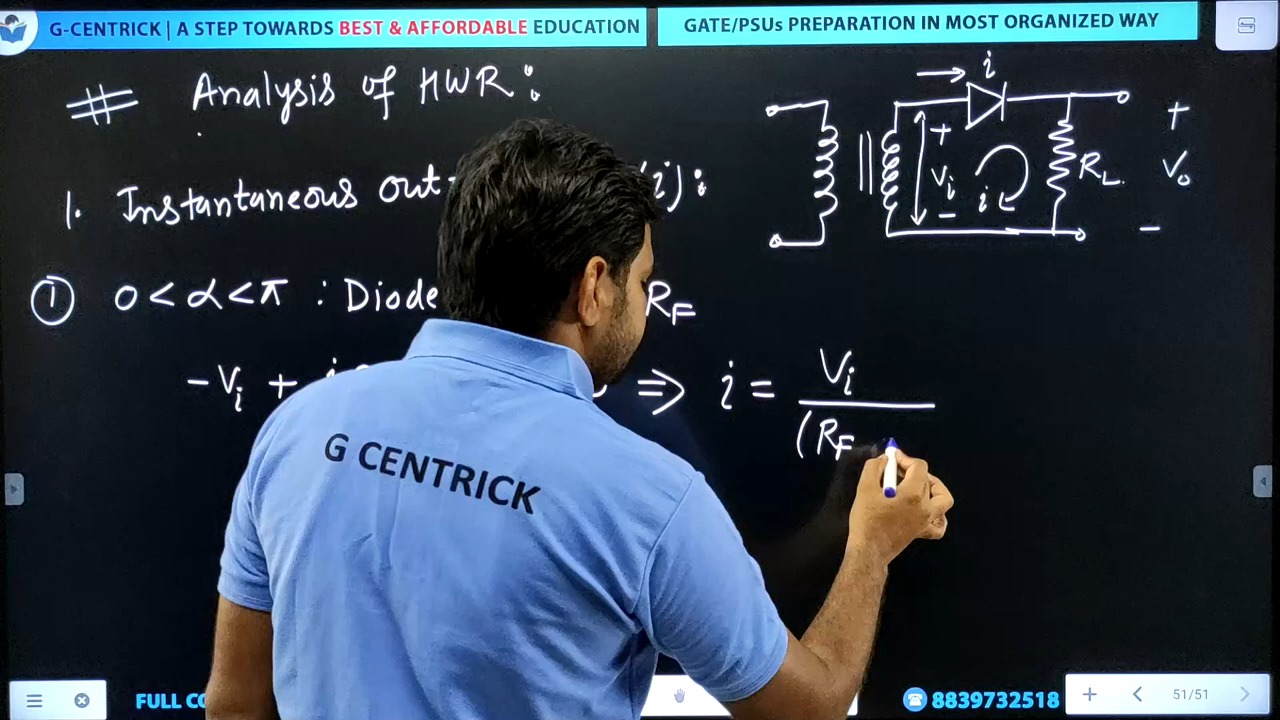 G-CENTRICK | A STEP TOWARDS BEST & AFFORDABLE EDUCATION
GATE/PSUs PREPARATION IN MOST ORGANIZED WAY
# Analysis of HWR:
1. Instantaneous out (i):
① 0 < α < π : Diode RF
-Vi + ⇒ i = Vi
(RF
i
+
Vi
-
i
RL
+
Vo
-
G CENTRICK
FULL
8839732518
51/51